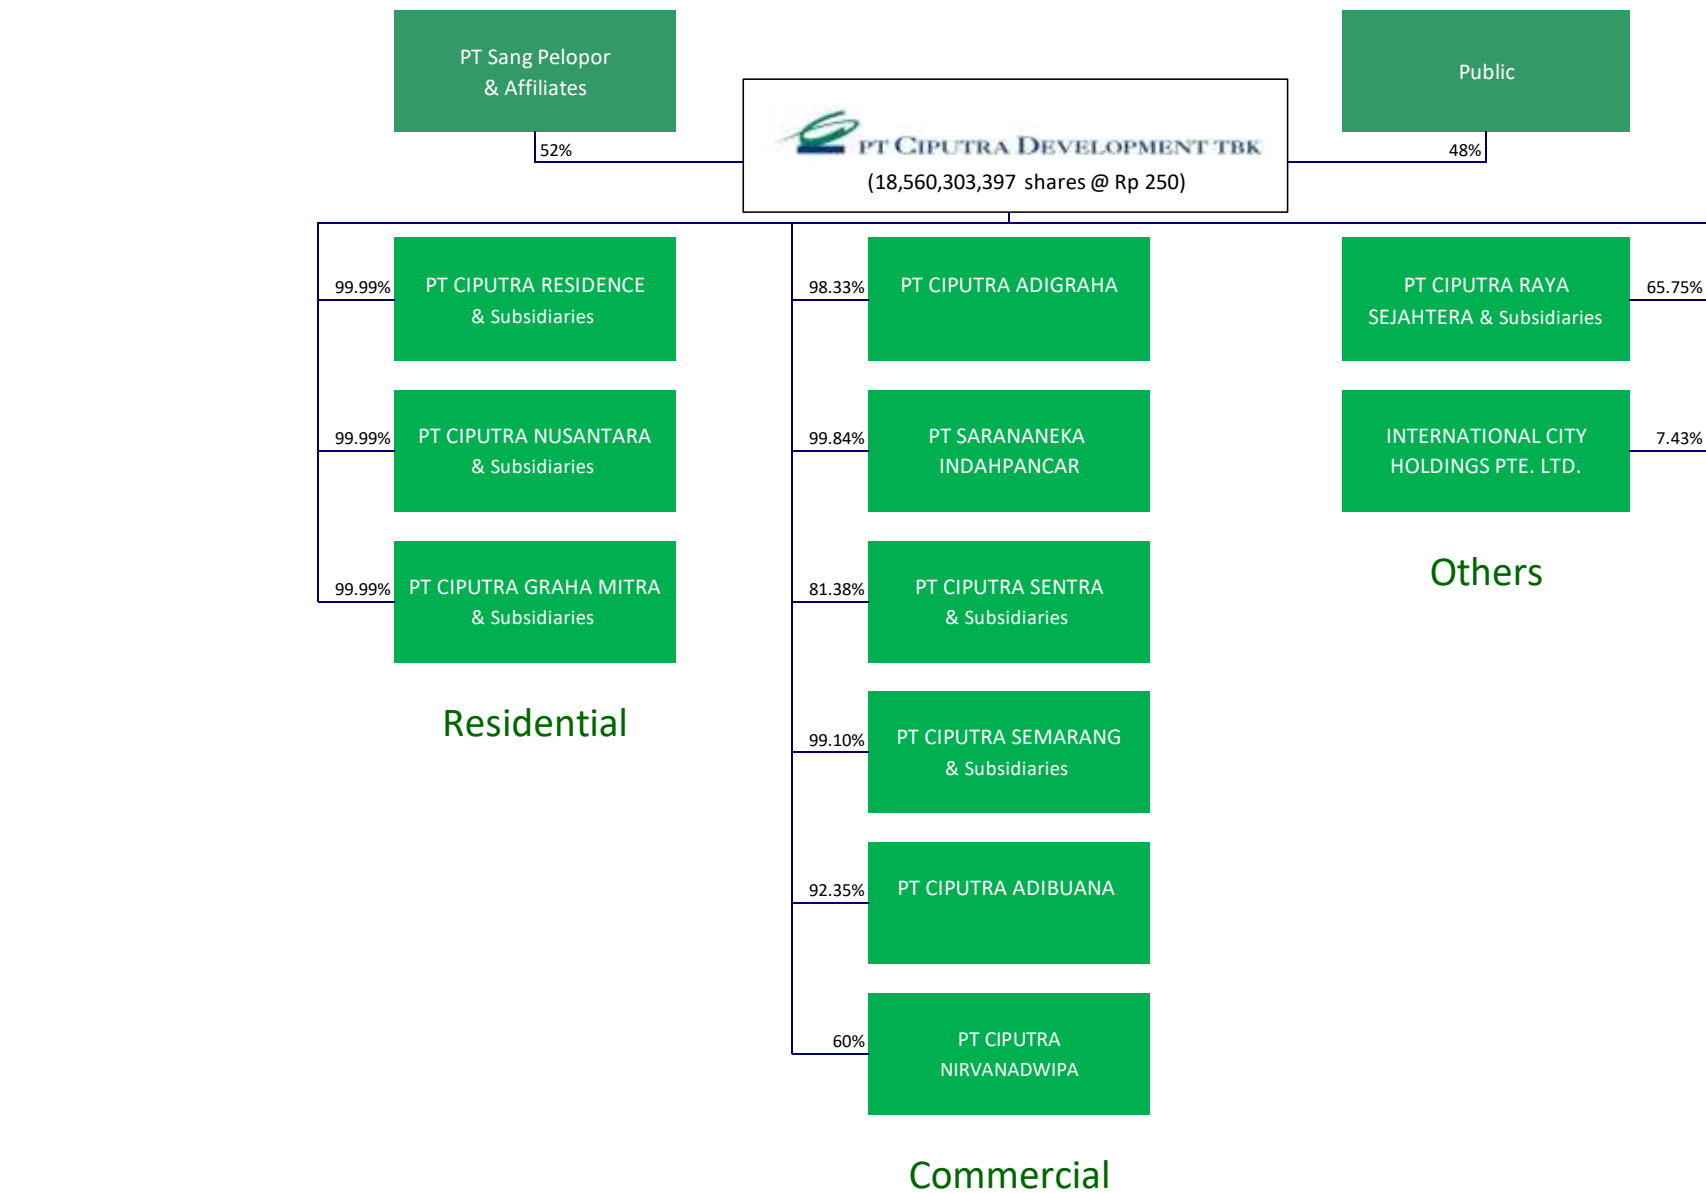 PT Sang Pelopor
& Affiliates
52%
PT CIPUTRA DEVELOPMENT TBK
(18,560,303,397 shares @ Rp 250)
Public
48%
99.99%
PT CIPUTRA RESIDENCE
& Subsidiaries
99.99%
PT CIPUTRA NUSANTARA
& Subsidiaries
99.99%
PT CIPUTRA GRAHA MITRA
& Subsidiaries
Residential
98.33%
PT CIPUTRA ADIGRAHA
99.84%
PT SARANANEKA
INDAHPANCAR
81.38%
PT CIPUTRA SENTRA
& Subsidiaries
99.10%
PT CIPUTRA SEMARANG
& Subsidiaries
92.35%
PT CIPUTRA ADIBUANA
60%
PT CIPUTRA
NIRVANADWIPA
Commercial
PT CIPUTRA RAYA
SEJAHTERA & Subsidiaries
65.75%
INTERNATIONAL CITY
HOLDINGS PTE. LTD.
7.43%
Others